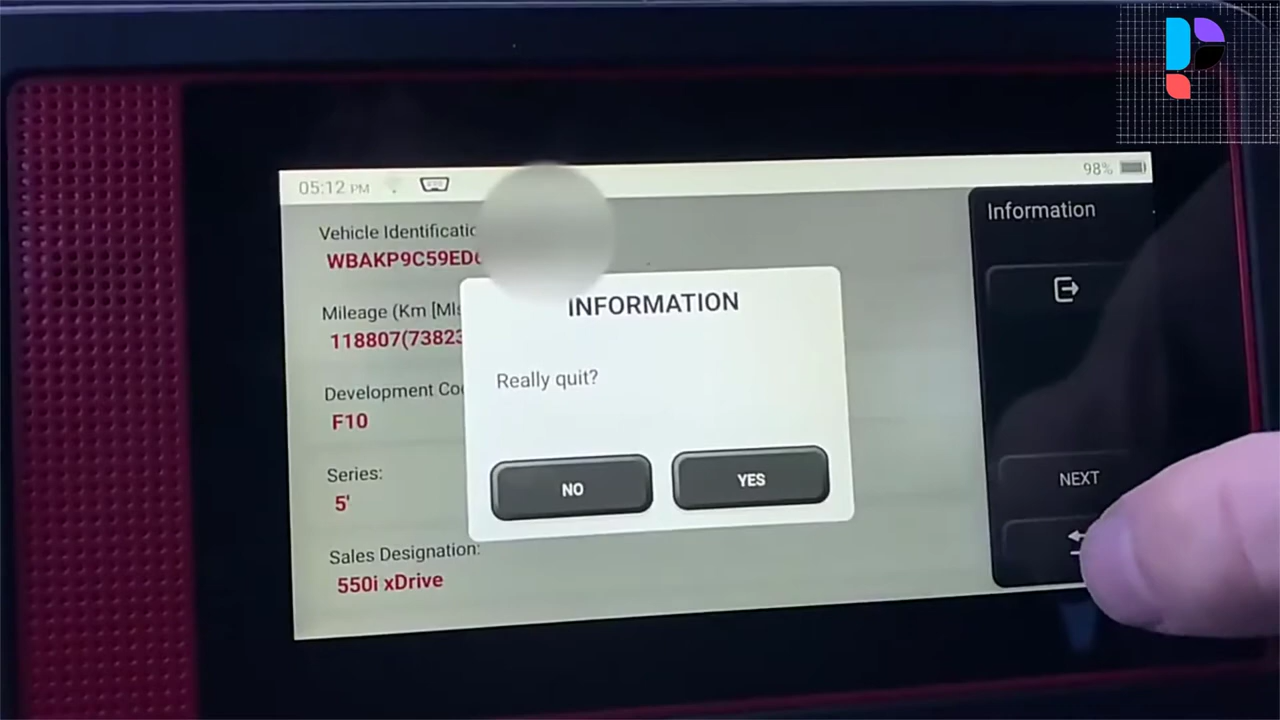 05:12 PM
98%
Vehicle Identificatio
WBAKP9C59ED
Mileage (Km [Mls
118807(73823
Development Co
F10
Series:
5'
Sales Designation:
550i xDrive
INFORMATION
Really quit?
NO
YES
Information
NEXT